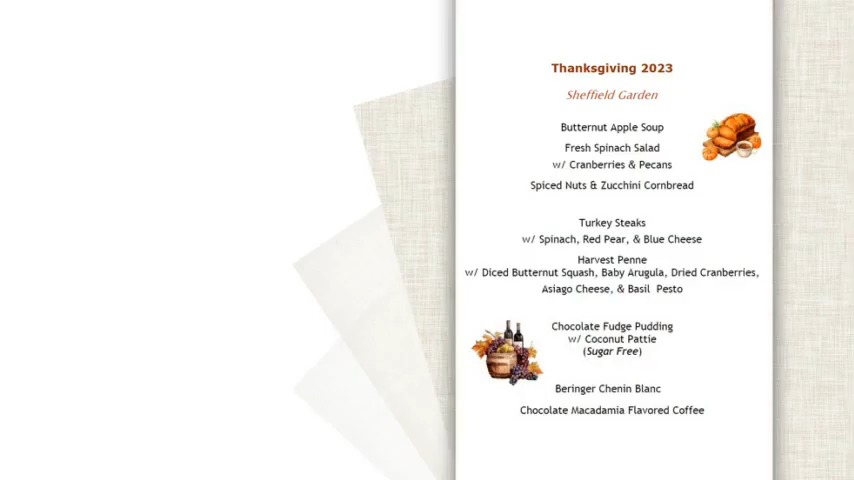 Thanksgiving 2023
Sheffield Garden
Butternut Apple Soup
Fresh Spinach Salad
w/ Cranberries & Pecans
Spiced Nuts & Zucchini Cornbread
Turkey Steaks
w/ Spinach, Red Pear, & Blue Cheese
Harvest Penne
w/ Diced Butternut Squash, Baby Arugula, Dried Cranberries,
Asiago Cheese, & Basil Pesto
Chocolate Fudge Pudding
w/ Coconut Pattie
(Sugar Free)
Beringer Chenin Blanc
Chocolate Macadamia Flavored Coffee